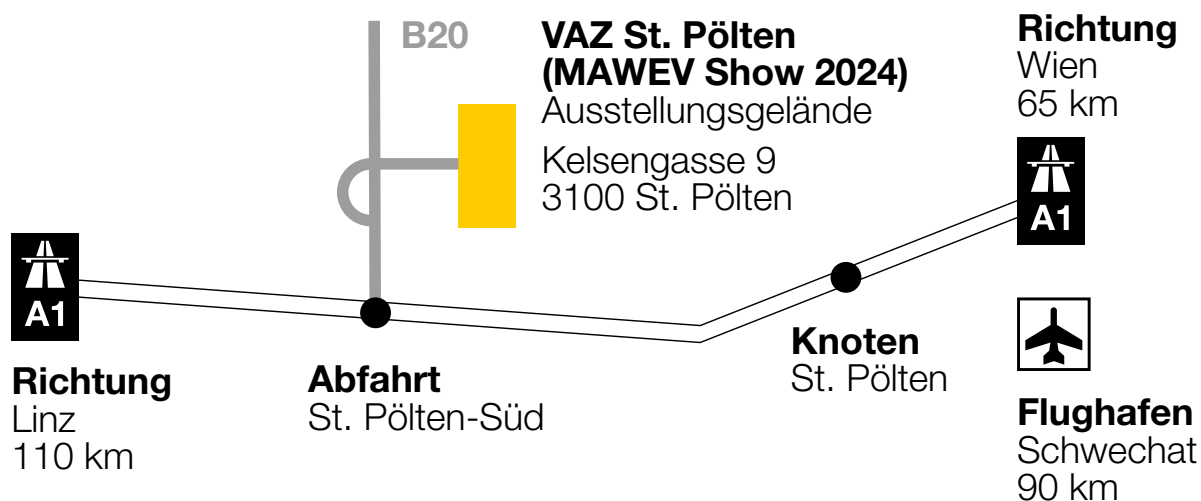 B20
VAZ St. Pölten
(MAWEV Show 2024)
Ausstellungsgelände
Kelsengasse 9
3100 St. Pölten
Richtung
Wien
65 km
A1
A1
Richtung
Linz
110 km
Abfahrt
St. Pölten-Süd
Knoten
St. Pölten
Flughafen
Schwechat
90 km